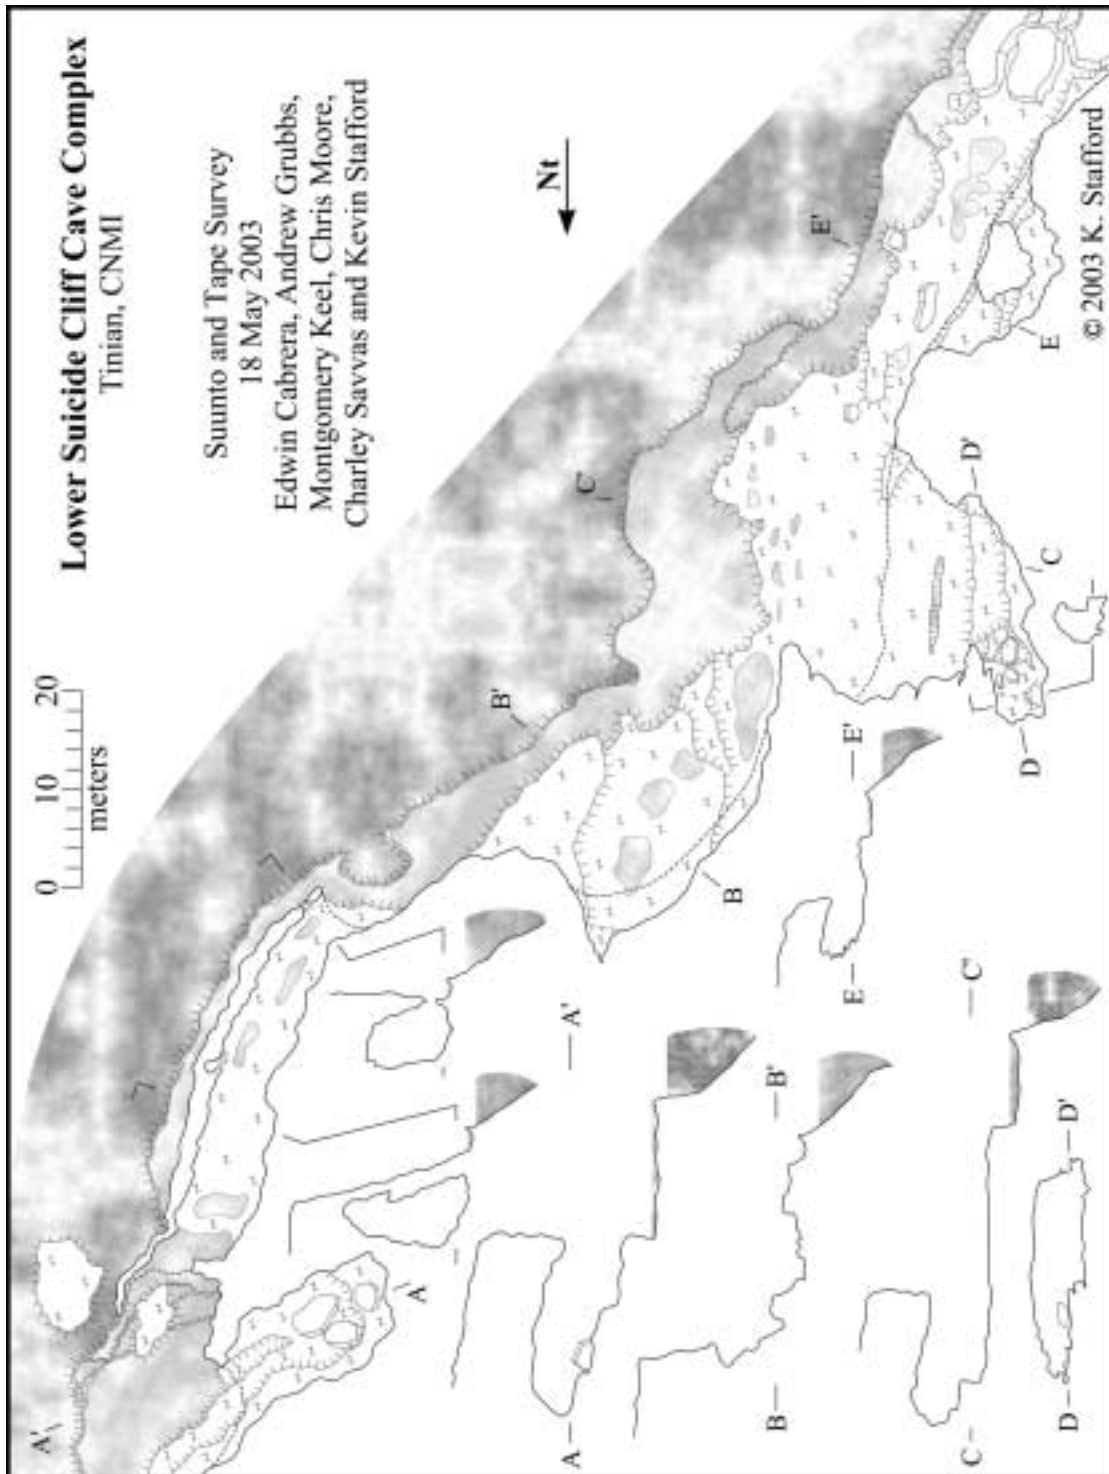 Lower Suicide Cliff Cave Complex
Tinian, CNMI
Suunto and Tape Survey
18 May 2003
Edwin Cabrera, Andrew Grubbs,
Montgomery Keel, Chris Moore,
Charley Savvas and Kevin Stafford
0 10 20
meters
Nt
A'
B'
C'
E'
A'
B
C
D
D'
E
A
A'
B
B'
C
C'
D
D'
E
E'
© 2003 K. Stafford